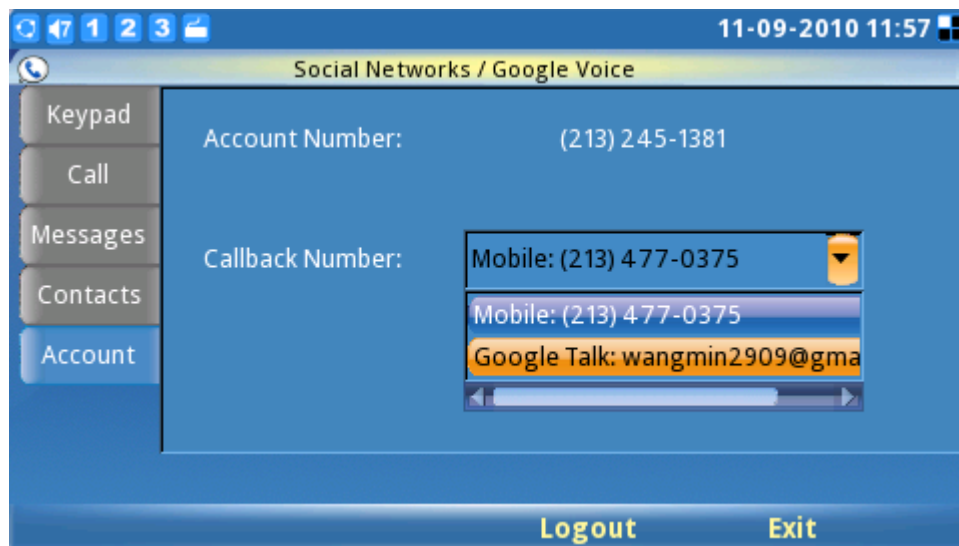 7 1 2 3 11-09-2010 11:57
Social Networks / Google Voice
Keypad
Call
Messages
Contacts
Account
Account Number: (213) 245-1381
Callback Number: Mobile: (213) 477-0375
Mobile: (213) 477-0375
Google Talk: wangmin2909@gma
Logout Exit